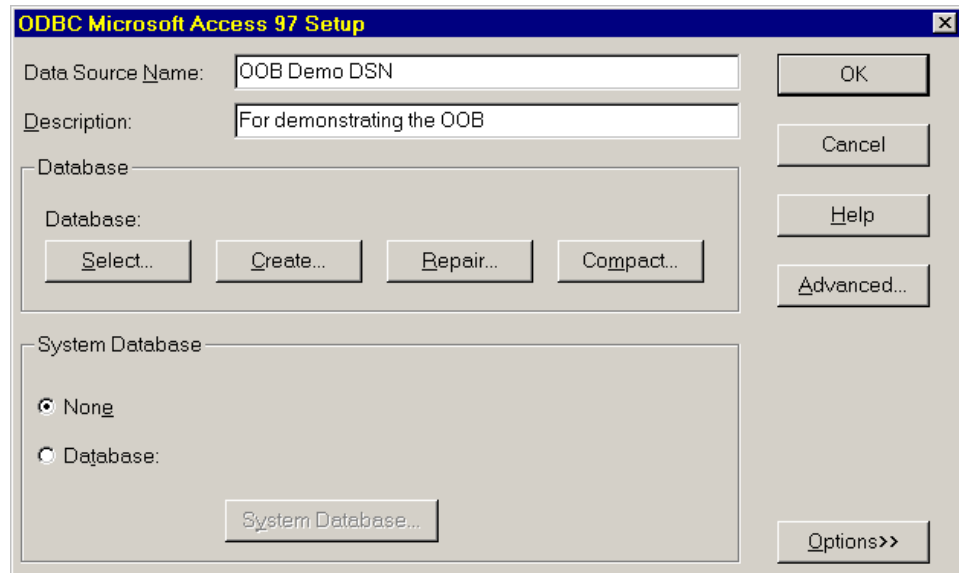 ODBC Microsoft Access 97 Setup
Data Source Name:
OOB Demo DSN
OK
Description:
For demonstrating the OOB
Cancel
Database
Database:
Help
Select...
Create...
Repair...
Compact...
Advanced...
System Database
None
Database:
System Database...
Options>>